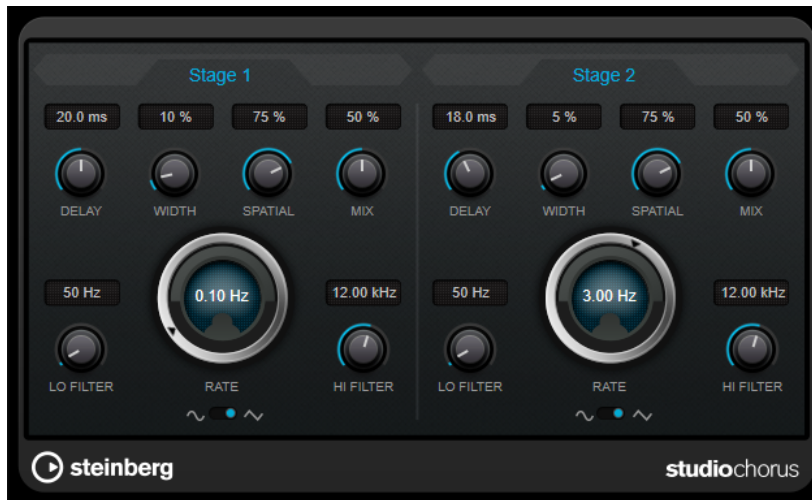 Stage 1 Stage 2
20.0 ms 10 % 75 % 50 % 18.0 ms 5 % 75 % 50 %
DELAY WIDTH SPATIAL MIX DELAY WIDTH SPATIAL MIX
50 Hz 0.10 Hz 12.00 kHz 50 Hz 3.00 Hz 12.00 kHz
LO FILTER RATE HI FILTER LO FILTER RATE HI FILTER
steinberg studiochorus